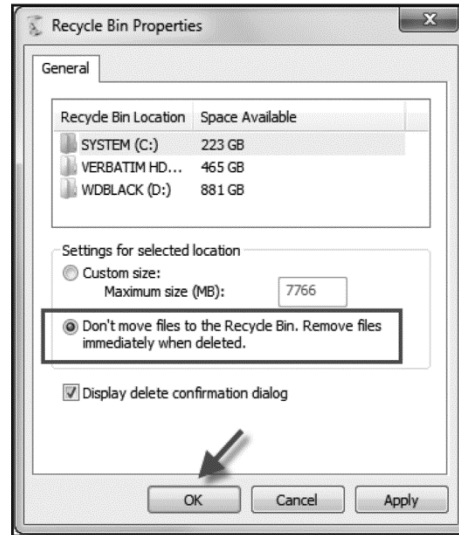 Recycle Bin Properties
General
Recycle Bin Location Space Available
SYSTEM (C:) 223 GB
VERBATIM HD... 465 GB
WDBLACK (D:) 881 GB
Settings for selected location
Custom size:
Maximum size (MB): 7766
Don't move files to the Recycle Bin. Remove files
immediately when deleted.
Display delete confirmation dialog
OK Cancel Apply